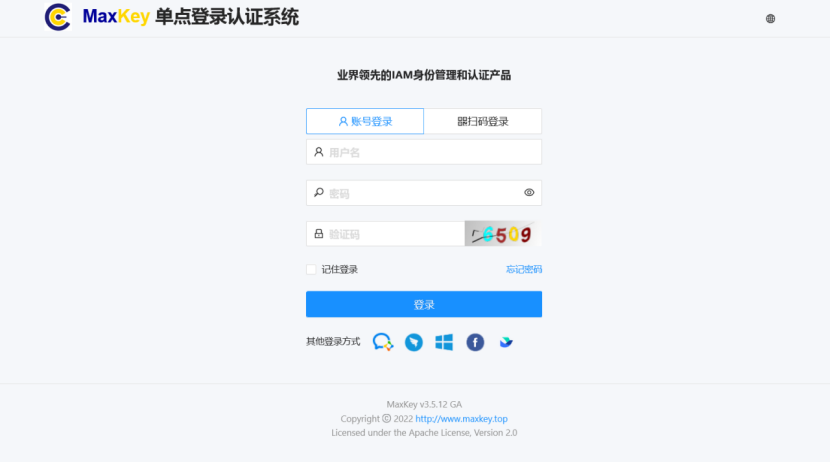 MaxKey 单点登录认证系统
业界领先的IAM身份管理和认证产品
账号登录 扫码登录
用户名
密码
验证码 6509
记住登录 忘记密码
登录
其他登录方式
MaxKey v3.5.12 GA
Copyright © 2022 http://www.maxkey.top
Licensed under the Apache License, Version 2.0